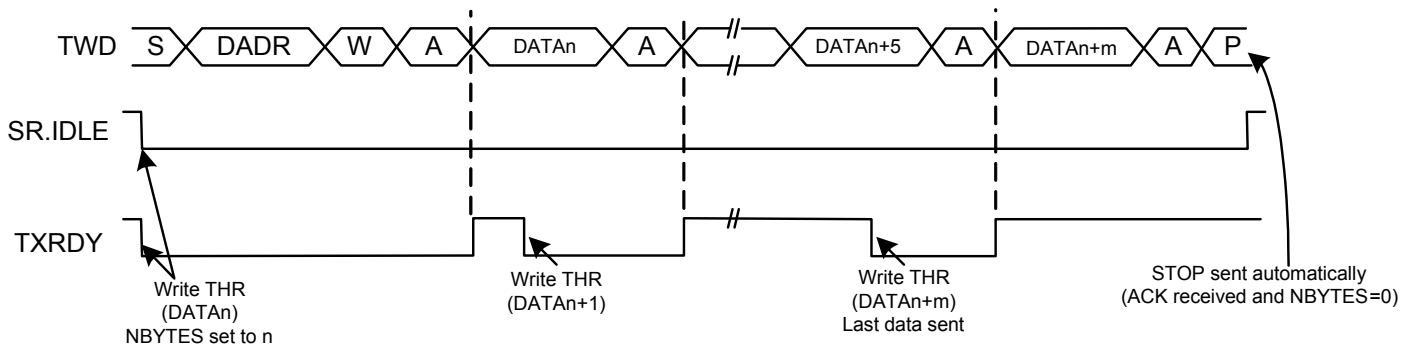 TWD S DADR W A DATAn A DATAn+5 A DATAn+m A P
SR.IDLE
TXRDY
Write THR
(DATAn)
NBYTES set to n
Write THR
(DATAn+1)
Write THR
(DATAn+m)
Last data sent
STOP sent automatically
(ACK received and NBYTES=0)